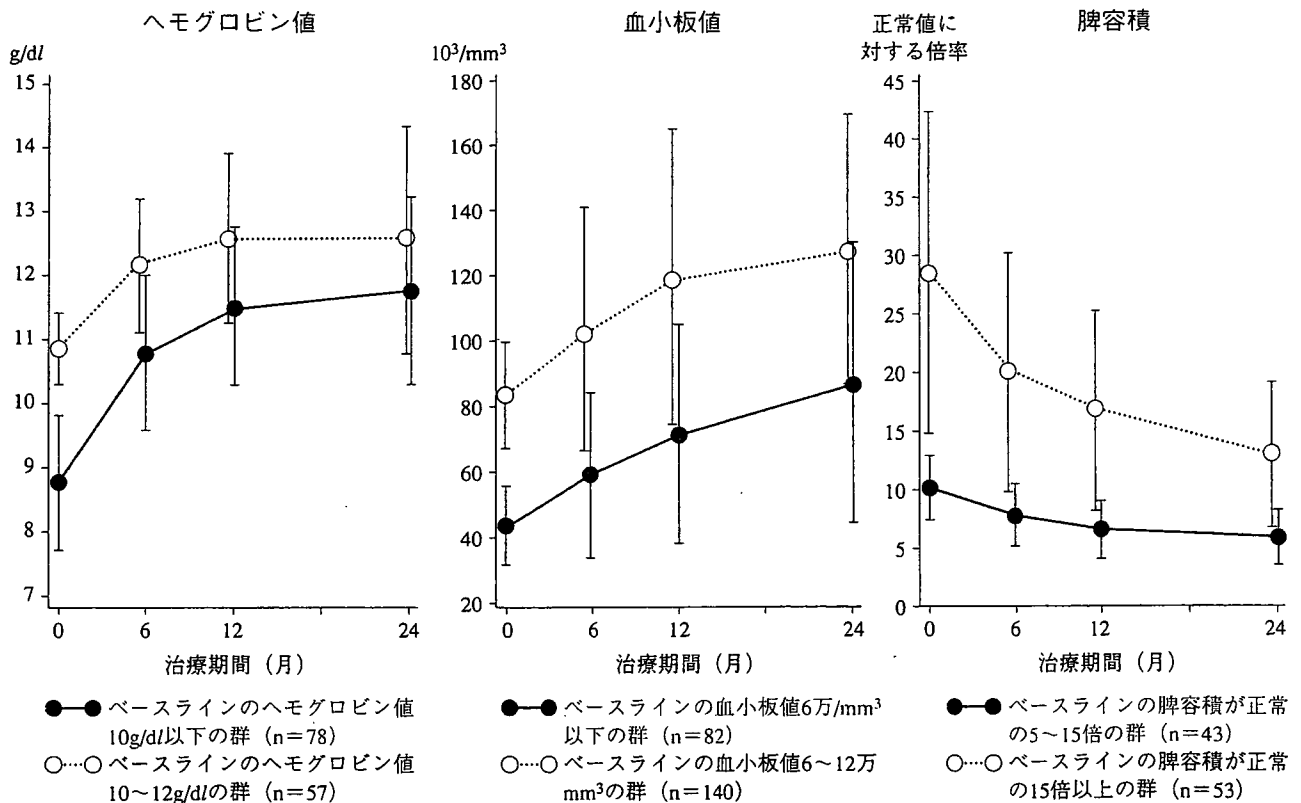 ヘモグロビン値
g/dl
15
14
13
12
11
10
9
8
7
0 6 12 24
治療期間（月）
●━● ベースラインのヘモグロビン値
10g/dl以下の群（n=78）
○┈○ ベースラインのヘモグロビン値
10～12g/dlの群（n=57）
血小板値
10³/mm³
180
160
140
120
100
80
60
40
20
0 6 12 24
治療期間（月）
●━● ベースラインの血小板値6万/mm³
以下の群（n=82）
○┈○ ベースラインの血小板値6～12万
mm³の群（n=140）
脾容積
正常値に
対する倍率
45
40
35
30
25
20
15
10
5
0
0 6 12 24
治療期間（月）
●━● ベースラインの脾容積が正常
の5～15倍の群（n=43）
○┈○ ベースラインの脾容積が正常
の15倍以上の群（n=53）